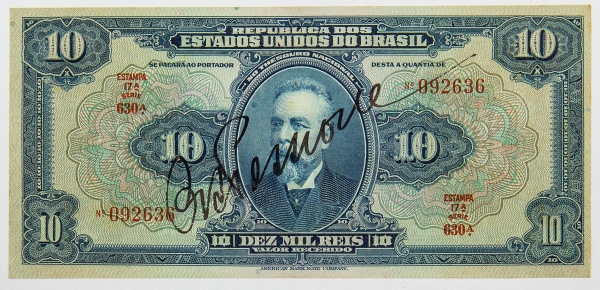 10 REPUBLICA DOS 10
ESTADOS UNIDOS DO BRASIL
SE PAGARÁ AO PORTADOR NO THESOURO NACIONAL DESTA A QUANTIA DE
ESTAMPA
17ª
SERIE
630ª
Nº 092636
10 10
Nº 092636
ESTAMPA
17ª
SERIE
630ª
10 10 DEZ MIL REIS 10 10
VALOR RECEBIDO
AMERICAN BANK NOTE COMPANY.